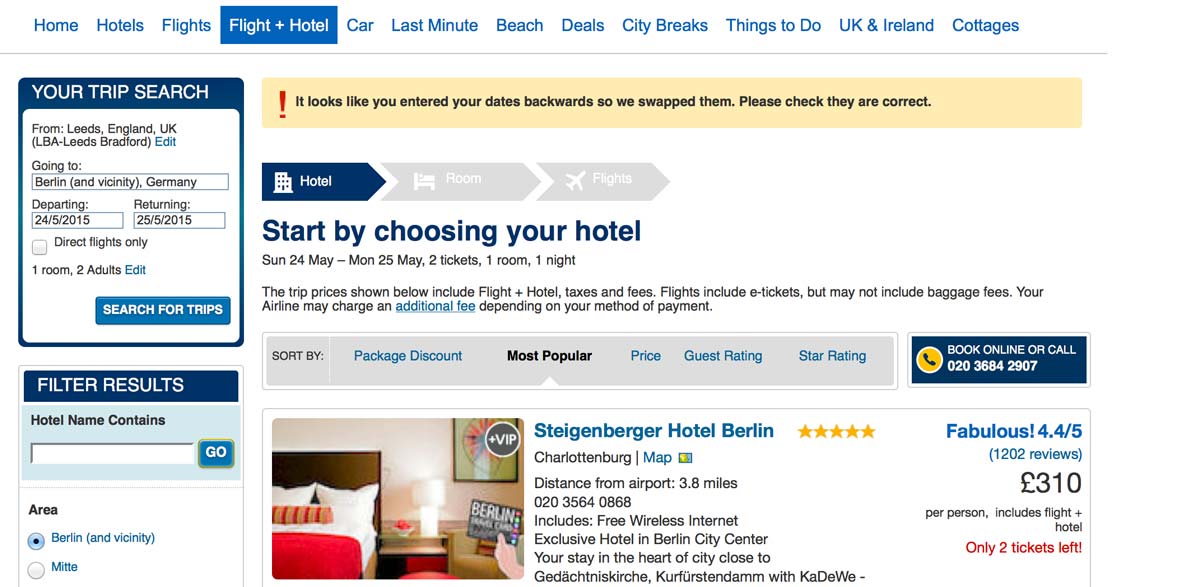 Home Hotels Flights Flight + Hotel Car Last Minute Beach Deals City Breaks Things to Do UK & Ireland Cottages
YOUR TRIP SEARCH
From: Leeds, England, UK
(LBA-Leeds Bradford) Edit
Going to:
Berlin (and vicinity), Germany
Departing: Returning:
24/5/2015 25/5/2015
Direct flights only
1 room, 2 Adults Edit
SEARCH FOR TRIPS
FILTER RESULTS
Hotel Name Contains
GO
Area
Berlin (and vicinity)
Mitte
It looks like you entered your dates backwards so we swapped them. Please check they are correct.
Hotel Room Flights
Start by choosing your hotel
Sun 24 May – Mon 25 May, 2 tickets, 1 room, 1 night
The trip prices shown below include Flight + Hotel, taxes and fees. Flights include e-tickets, but may not include baggage fees. Your
Airline may charge an additional fee depending on your method of payment.
SORT BY: Package Discount Most Popular Price Guest Rating Star Rating
BOOK ONLINE OR CALL
020 3684 2907
+VIP
BERLIN
TRAVEL CARD
Steigenberger Hotel Berlin
Charlottenburg | Map
Distance from airport: 3.8 miles
020 3564 0868
Includes: Free Wireless Internet
Exclusive Hotel in Berlin City Center
Your stay in the heart of city close to
Gedächtniskirche, Kurfürstendamm with KaDeWe -
Fabulous! 4.4/5
(1202 reviews)
£310
per person, includes flight +
hotel
Only 2 tickets left!